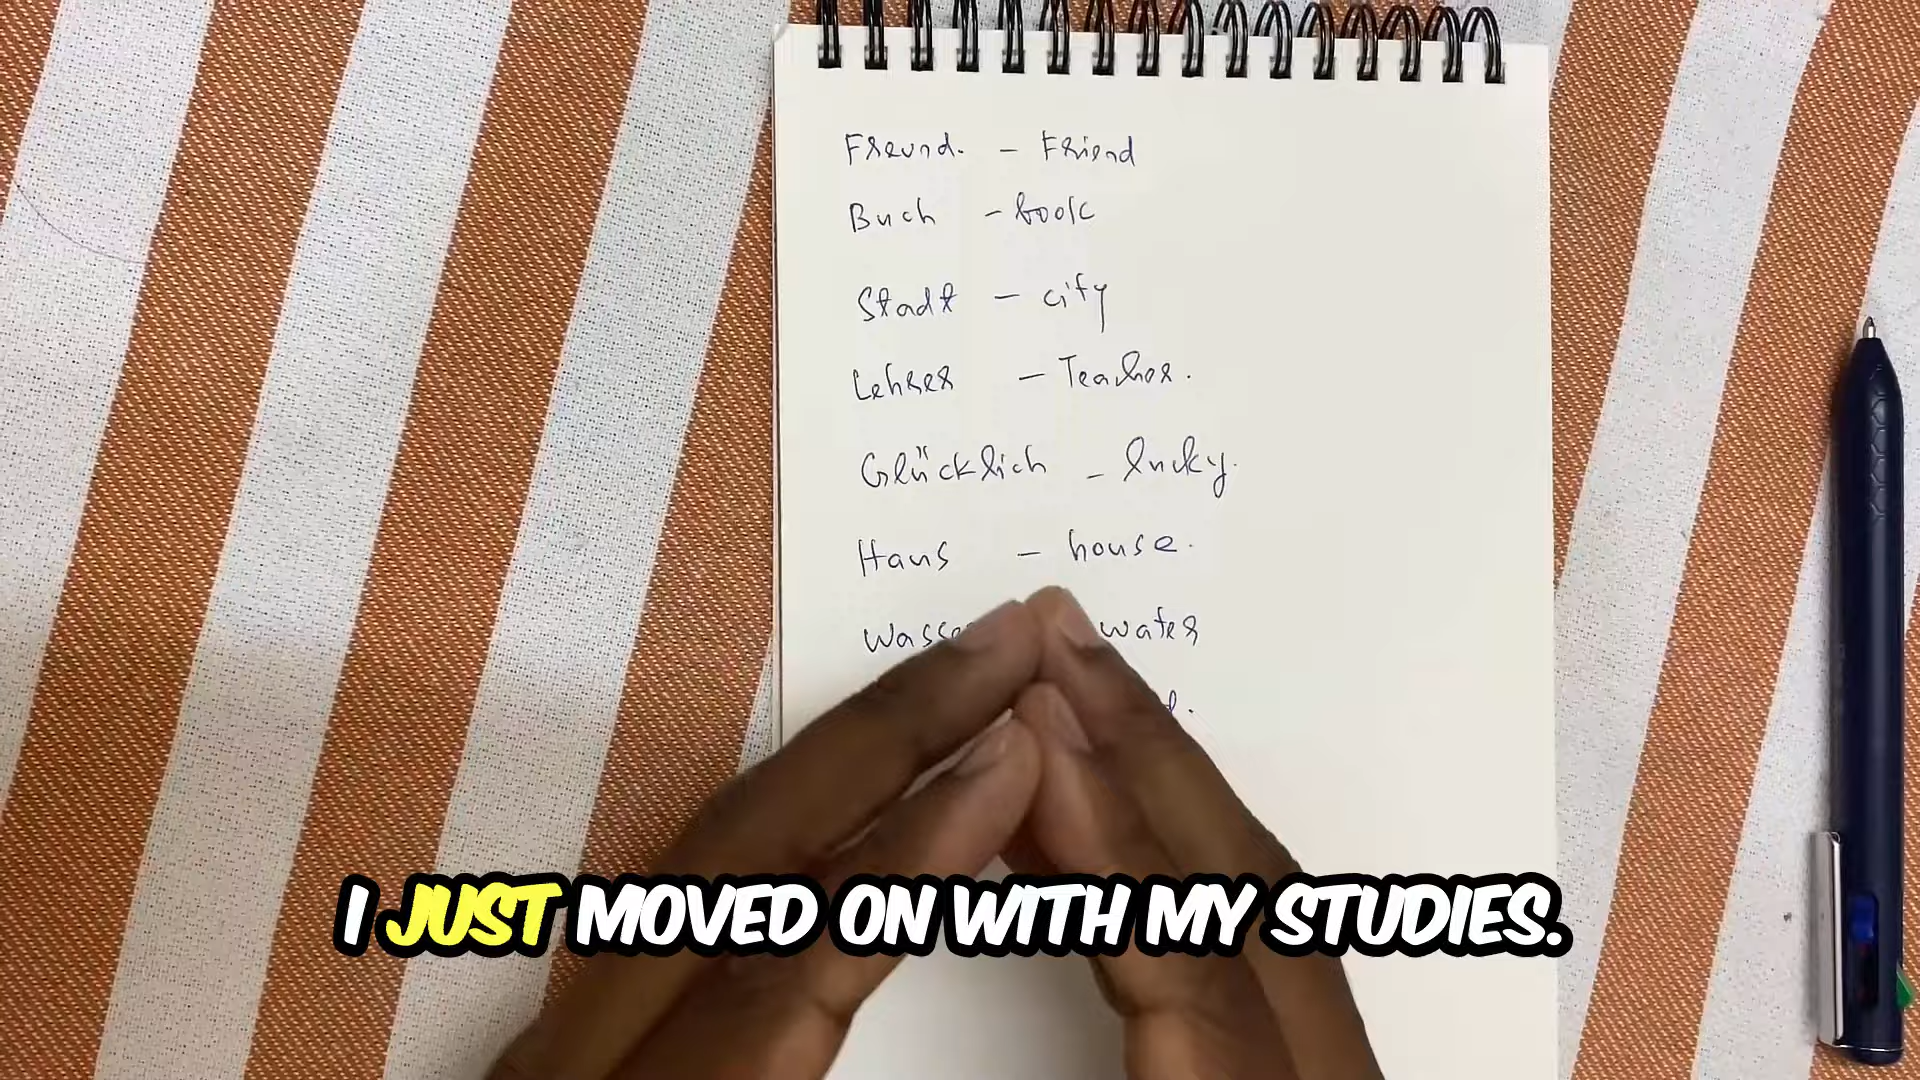 Freund. - Friend
Buch - book
Stadt - city
Lehrer - Teacher.
Glücklich - lucky.
Haus - house.
water
I JUST MOVED ON WITH MY STUDIES.